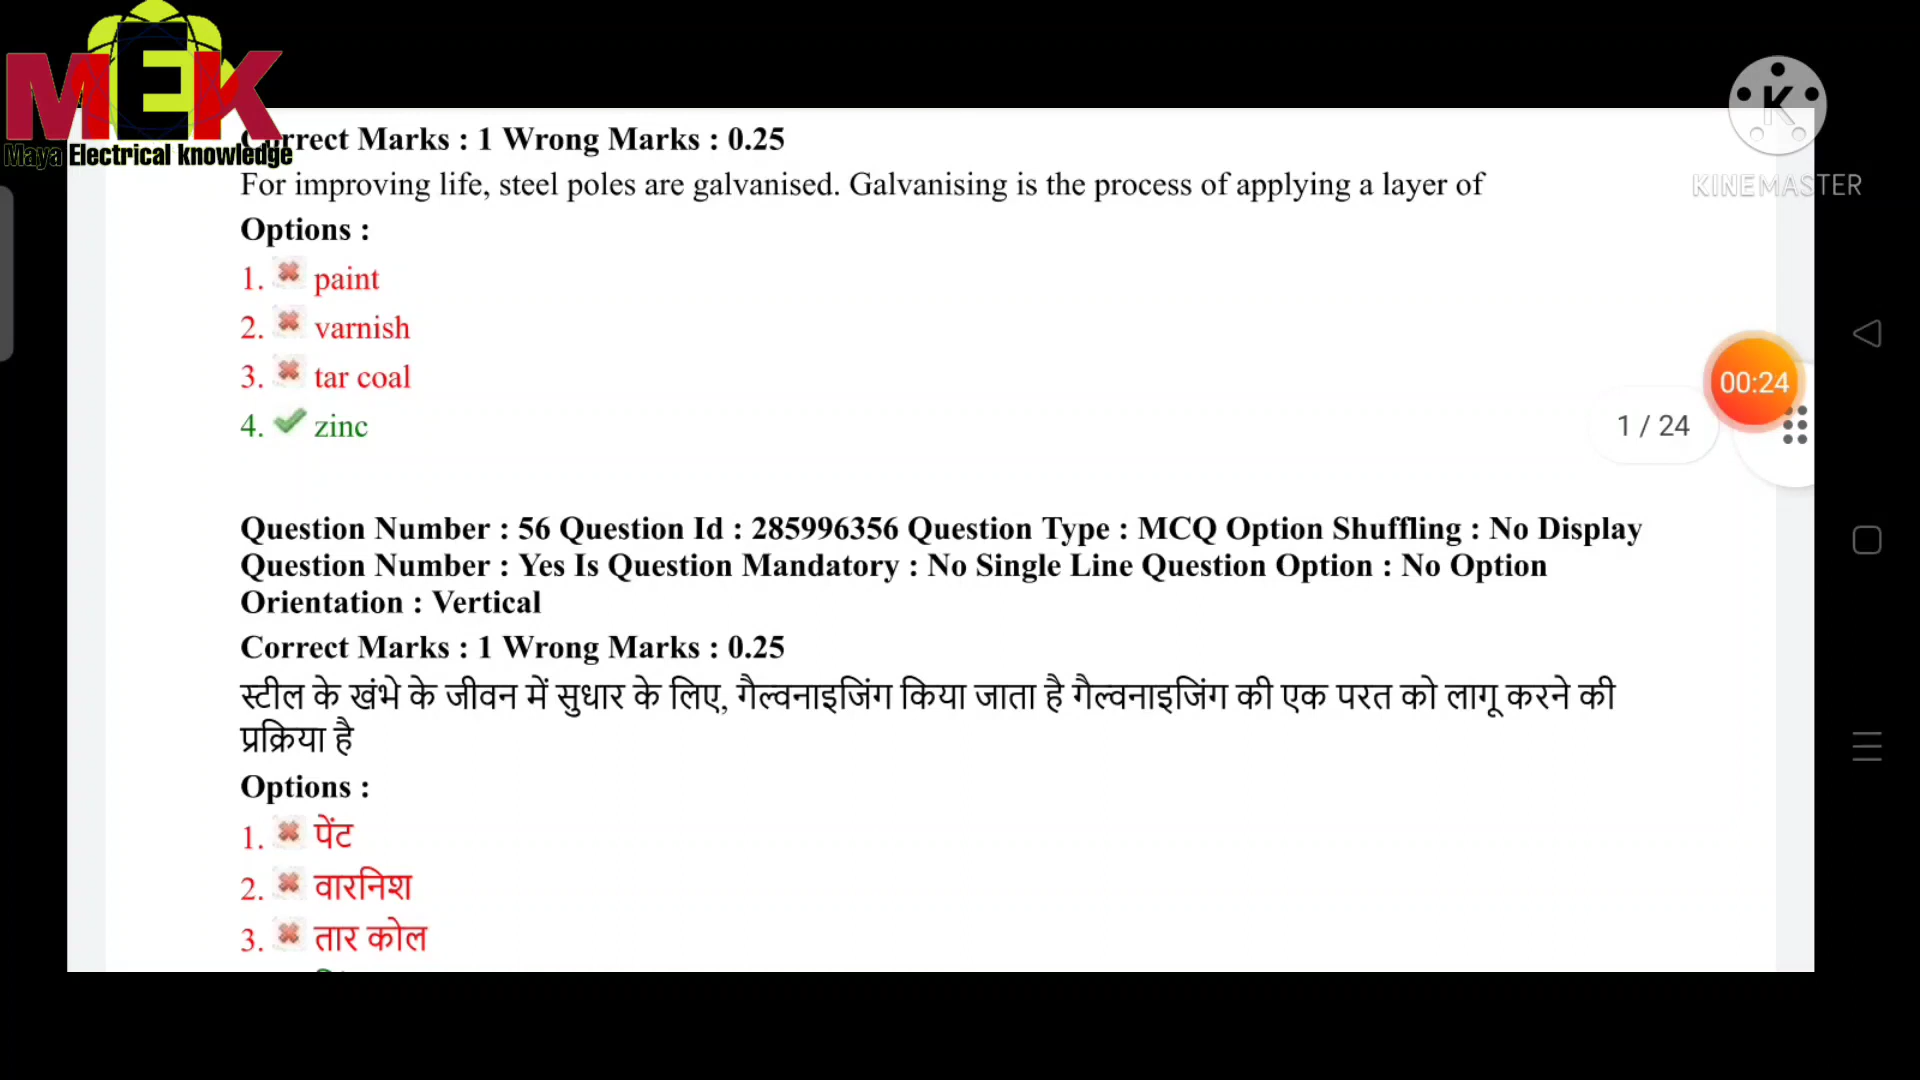 MEK
Maya Electrical knowledge
Correct Marks : 1 Wrong Marks : 0.25
For improving life, steel poles are galvanised. Galvanising is the process of applying a layer of
Options :
1. paint
2. varnish
3. tar coal
4. zinc
K
KINEMASTER
00:24
1 / 24
Question Number : 56 Question Id : 285996356 Question Type : MCQ Option Shuffling : No Display
Question Number : Yes Is Question Mandatory : No Single Line Question Option : No Option
Orientation : Vertical
Correct Marks : 1 Wrong Marks : 0.25
स्टील के खंभे के जीवन में सुधार के लिए, गैल्वनाइजिंग किया जाता है गैल्वनाइजिंग की एक परत को लागू करने की
प्रक्रिया है
Options :
1. पेंट
2. वारनिश
3. तार कोल